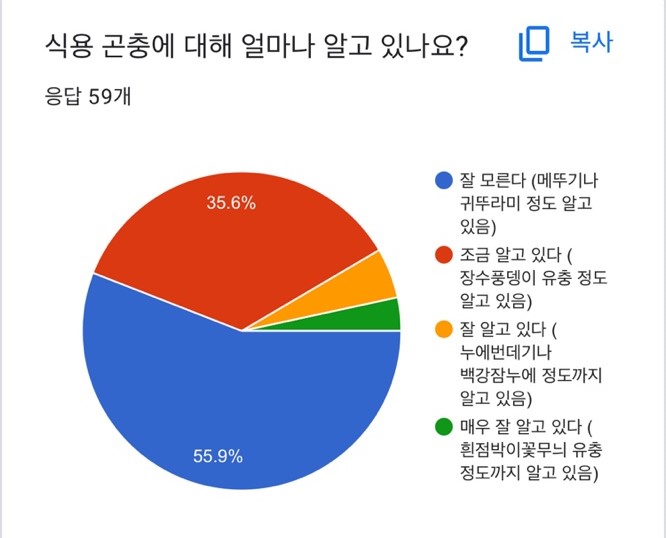 식용 곤충에 대해 얼마나 알고 있나요?
복사
응답 59개
35.6%
55.9%
잘 모른다 (메뚜기나
귀뚜라미 정도 알고
있음)
조금 알고 있다 (
장수풍뎅이 유충 정도
알고 있음)
잘 알고 있다 (
누에번데기나
백강잠누에 정도까지
알고 있음)
매우 잘 알고 있다 (
흰점박이꽃무늬 유충
정도까지 알고 있음)